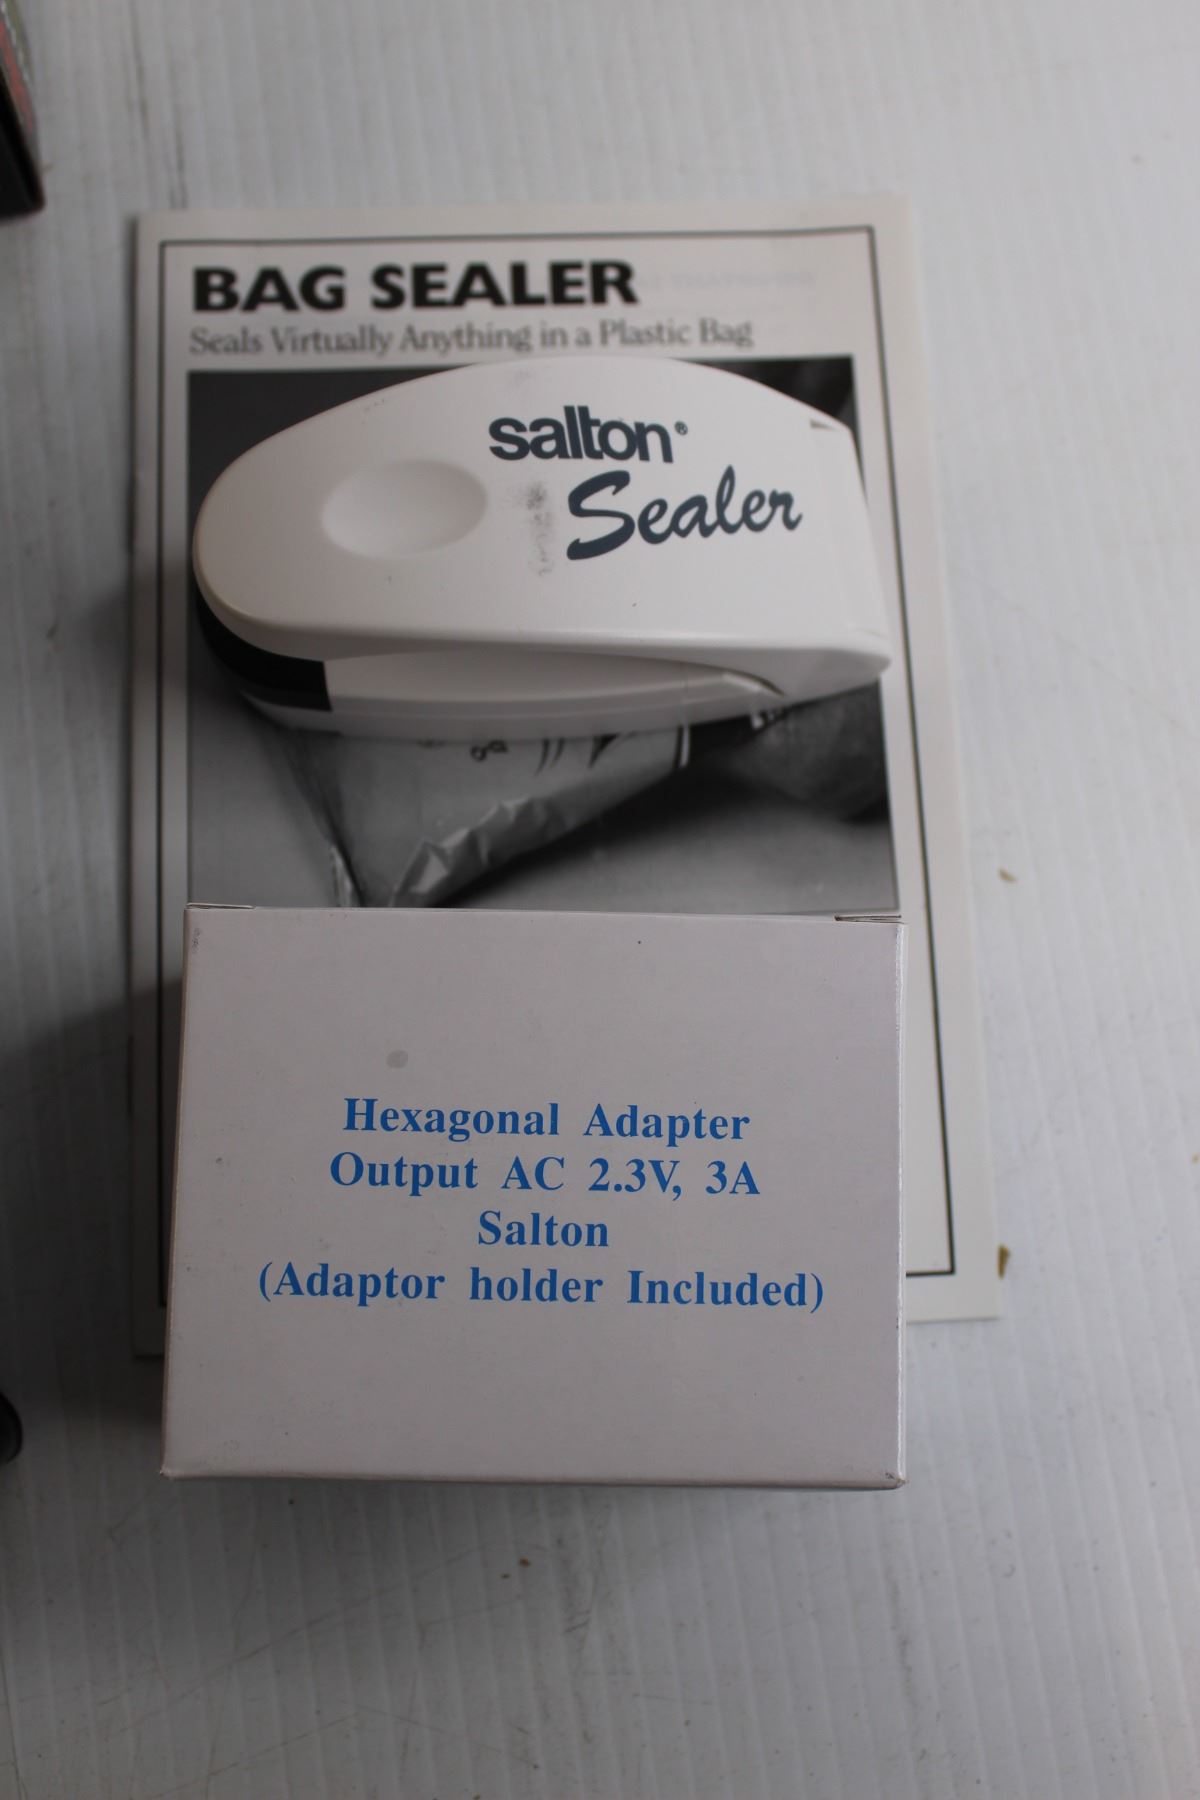 BAG SEALER
Seals Virtually Anything in a Plastic Bag
salton®
Sealer
Hexagonal Adapter
Output AC 2.3V, 3A
Salton
(Adaptor holder Included)